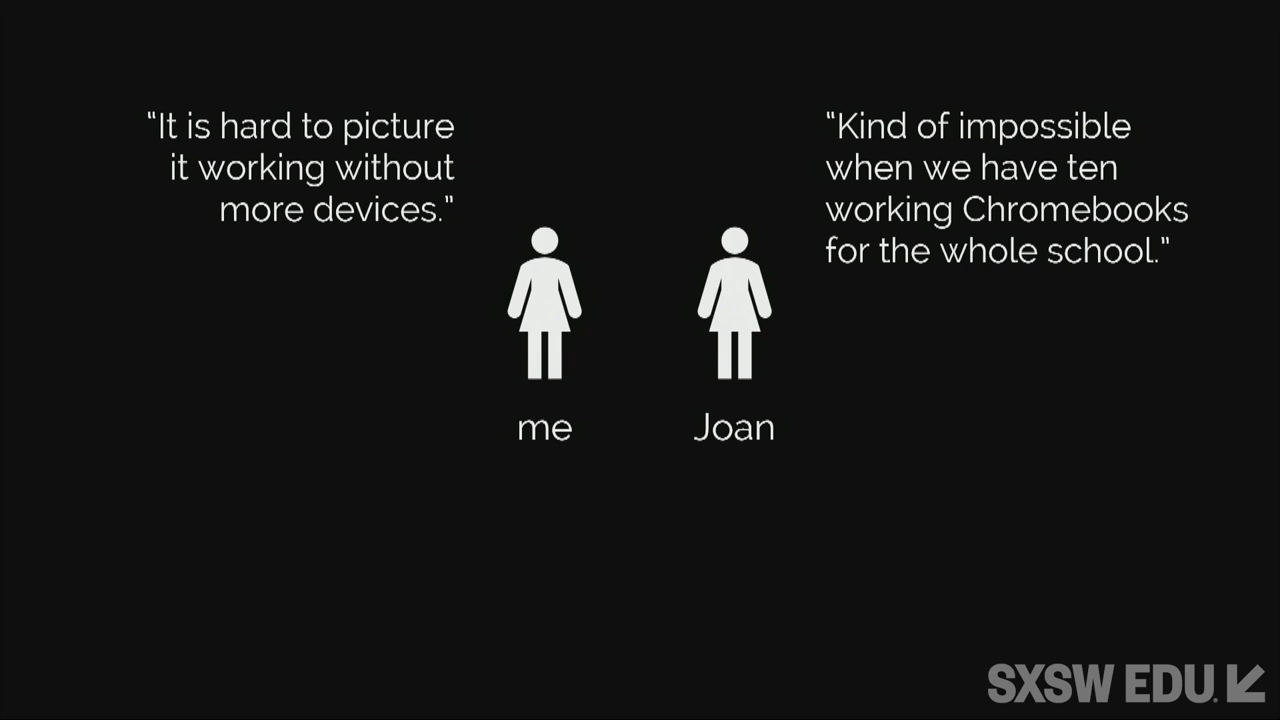 “It is hard to picture
it working without
more devices.”
“Kind of impossible
when we have ten
working Chromebooks
for the whole school.”
me
Joan
SXSW EDU.